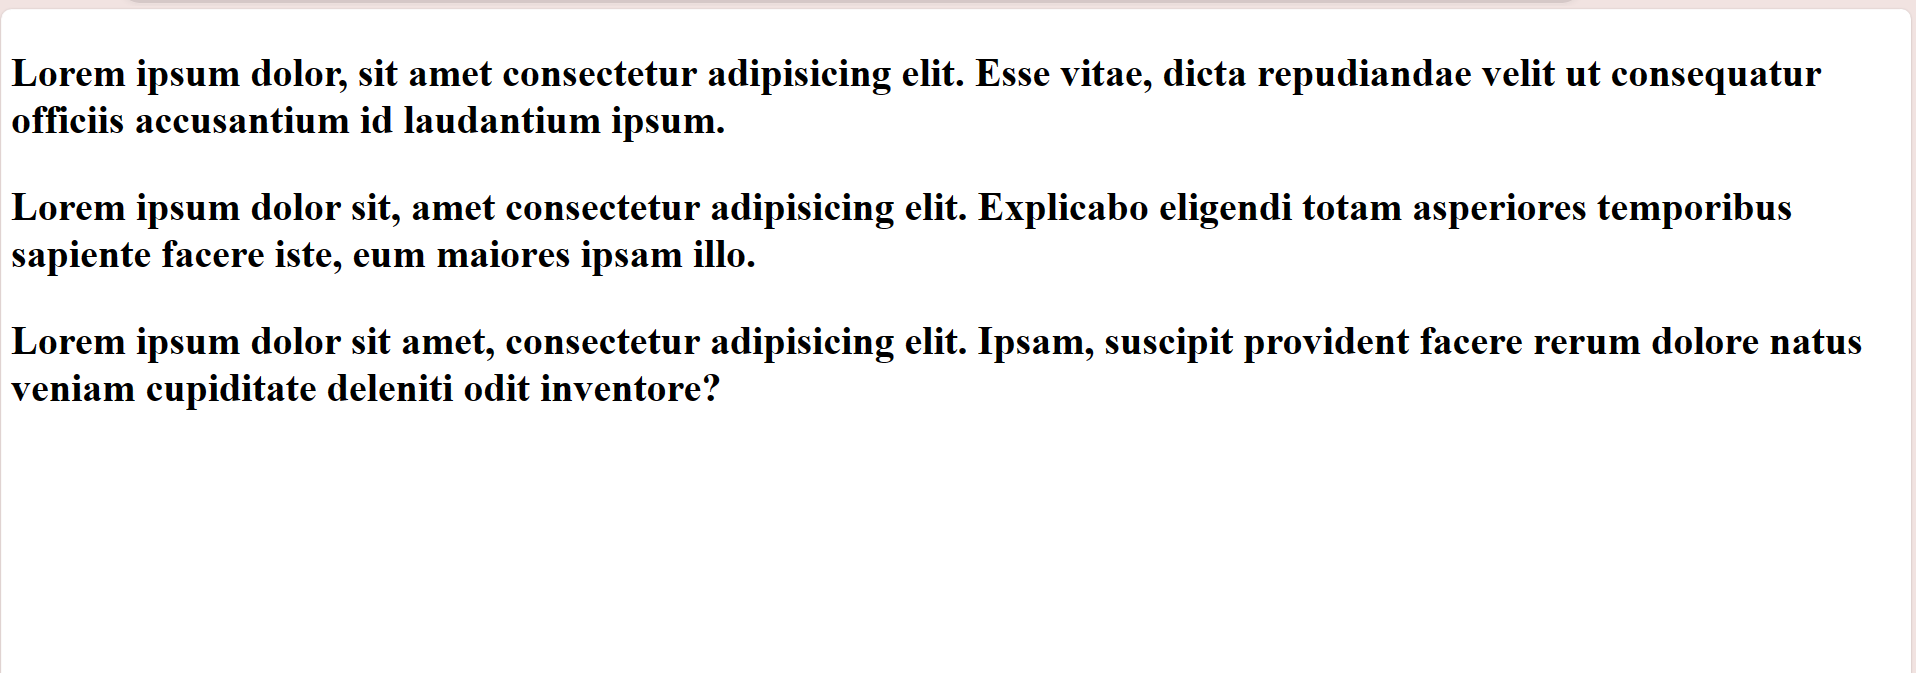 Lorem ipsum dolor, sit amet consectetur adipisicing elit. Esse vitae, dicta repudiandae velit ut consequatur
officiis accusantium id laudantium ipsum.
Lorem ipsum dolor sit, amet consectetur adipisicing elit. Explicabo eligendi totam asperiores temporibus
sapiente facere iste, eum maiores ipsam illo.
Lorem ipsum dolor sit amet, consectetur adipisicing elit. Ipsam, suscipit provident facere rerum dolore natus
veniam cupiditate deleniti odit inventore?